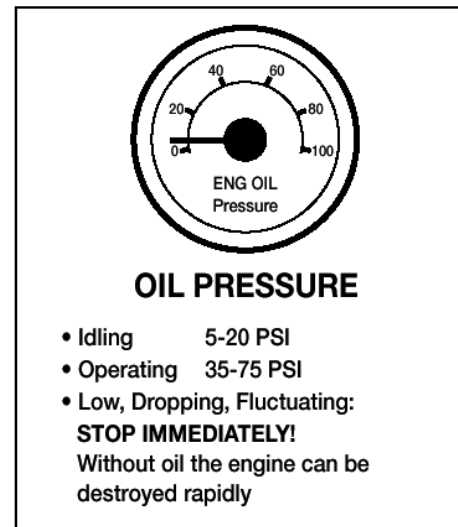 40 60
20 80
0 100
ENG OIL
Pressure
OIL PRESSURE
• Idling 5-20 PSI
• Operating 35-75 PSI
• Low, Dropping, Fluctuating:
STOP IMMEDIATELY!
Without oil the engine can be
destroyed rapidly